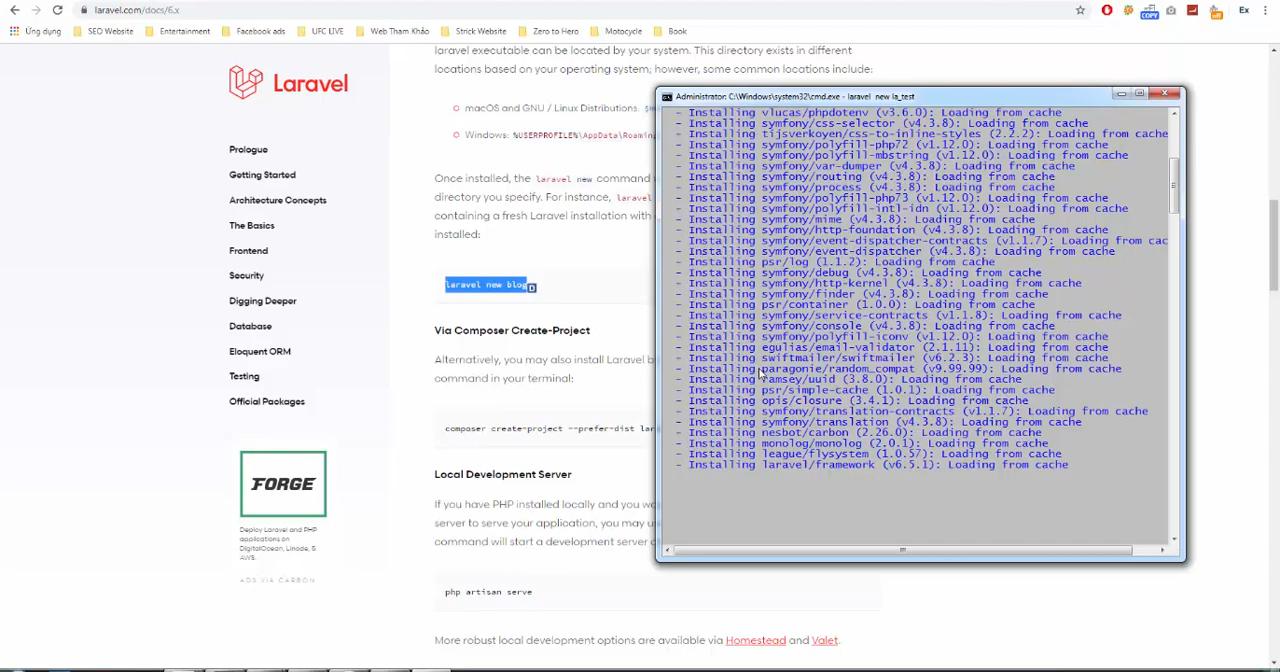 laravel.com/docs/6.x
COPY
off
Ex
Ứng dụng
SEO Website
Entertainment
Facebook ads
UFC LIVE
Web Tham Khảo
Strick Website
Zero to Hero
Motocycle
Book
laravel executable can be located by your system. This directory exists in different
locations based on your operating system; however, some common locations include:
Laravel
macOS and GNU / Linux Distributions:
Windows: %USERPROFILE%\AppData\Roamin
Prologue
Getting Started
Architecture Concepts
The Basics
Frontend
Security
Digging Deeper
Database
Eloquent ORM
Testing
Official Packages
FORGE
Deploy Laravel and PHP
applications on
DigitalOcean, Linode, &
AWS.
ADS VIA CARBON
Once installed, the laravel new command
directory you specify. For instance, laravel
containing a fresh Laravel installation with
installed:
laravel new blog
Via Composer Create-Project
Alternatively, you may also install Laravel b
command in your terminal:
composer create-project --prefer-dist lar
Local Development Server
If you have PHP installed locally and you wo
server to serve your application, you may u
command will start a development server
php artisan serve
More robust local development options are available via Homestead and Valet.
Administrator: C:\Windows\system32\cmd.exe - laravel new la_test
- Installing vlucas/phpdotenv (v3.6.0): Loading from cache
- Installing symfony/css-selector (v4.3.8): Loading from cache
- Installing tijsverkoyen/css-to-inline-styles (2.2.2): Loading from cache
- Installing symfony/polyfill-php72 (v1.12.0): Loading from cache
- Installing symfony/polyfill-mbstring (v1.12.0): Loading from cache
- Installing symfony/var-dumper (v4.3.8): Loading from cache
- Installing symfony/routing (v4.3.8): Loading from cache
- Installing symfony/process (v4.3.8): Loading from cache
- Installing symfony/polyfill-php73 (v1.12.0): Loading from cache
- Installing symfony/polyfill-intl-idn (v1.12.0): Loading from cache
- Installing symfony/mime (v4.3.8): Loading from cache
- Installing symfony/http-foundation (v4.3.8): Loading from cache
- Installing symfony/event-dispatcher-contracts (v1.1.7): Loading from cac
- Installing symfony/event-dispatcher (v4.3.8): Loading from cache
- Installing psr/log (1.1.2): Loading from cache
- Installing symfony/debug (v4.3.8): Loading from cache
- Installing symfony/http-kernel (v4.3.8): Loading from cache
- Installing symfony/finder (v4.3.8): Loading from cache
- Installing psr/container (1.0.0): Loading from cache
- Installing symfony/service-contracts (v1.1.8): Loading from cache
- Installing symfony/console (v4.3.8): Loading from cache
- Installing symfony/polyfill-iconv (v1.12.0): Loading from cache
- Installing egulias/email-validator (2.1.11): Loading from cache
- Installing swiftmailer/swiftmailer (v6.2.3): Loading from cache
- Installing paragonie/random_compat (v9.99.99): Loading from cache
- Installing ramsey/uuid (3.8.0): Loading from cache
- Installing psr/simple-cache (1.0.1): Loading from cache
- Installing opis/closure (3.4.1): Loading from cache
- Installing symfony/translation-contracts (v1.1.7): Loading from cache
- Installing symfony/translation (v4.3.8): Loading from cache
- Installing nesbot/carbon (2.26.0): Loading from cache
- Installing monolog/monolog (2.0.1): Loading from cache
- Installing league/flysystem (1.0.57): Loading from cache
- Installing laravel/framework (v6.5.1): Loading from cache